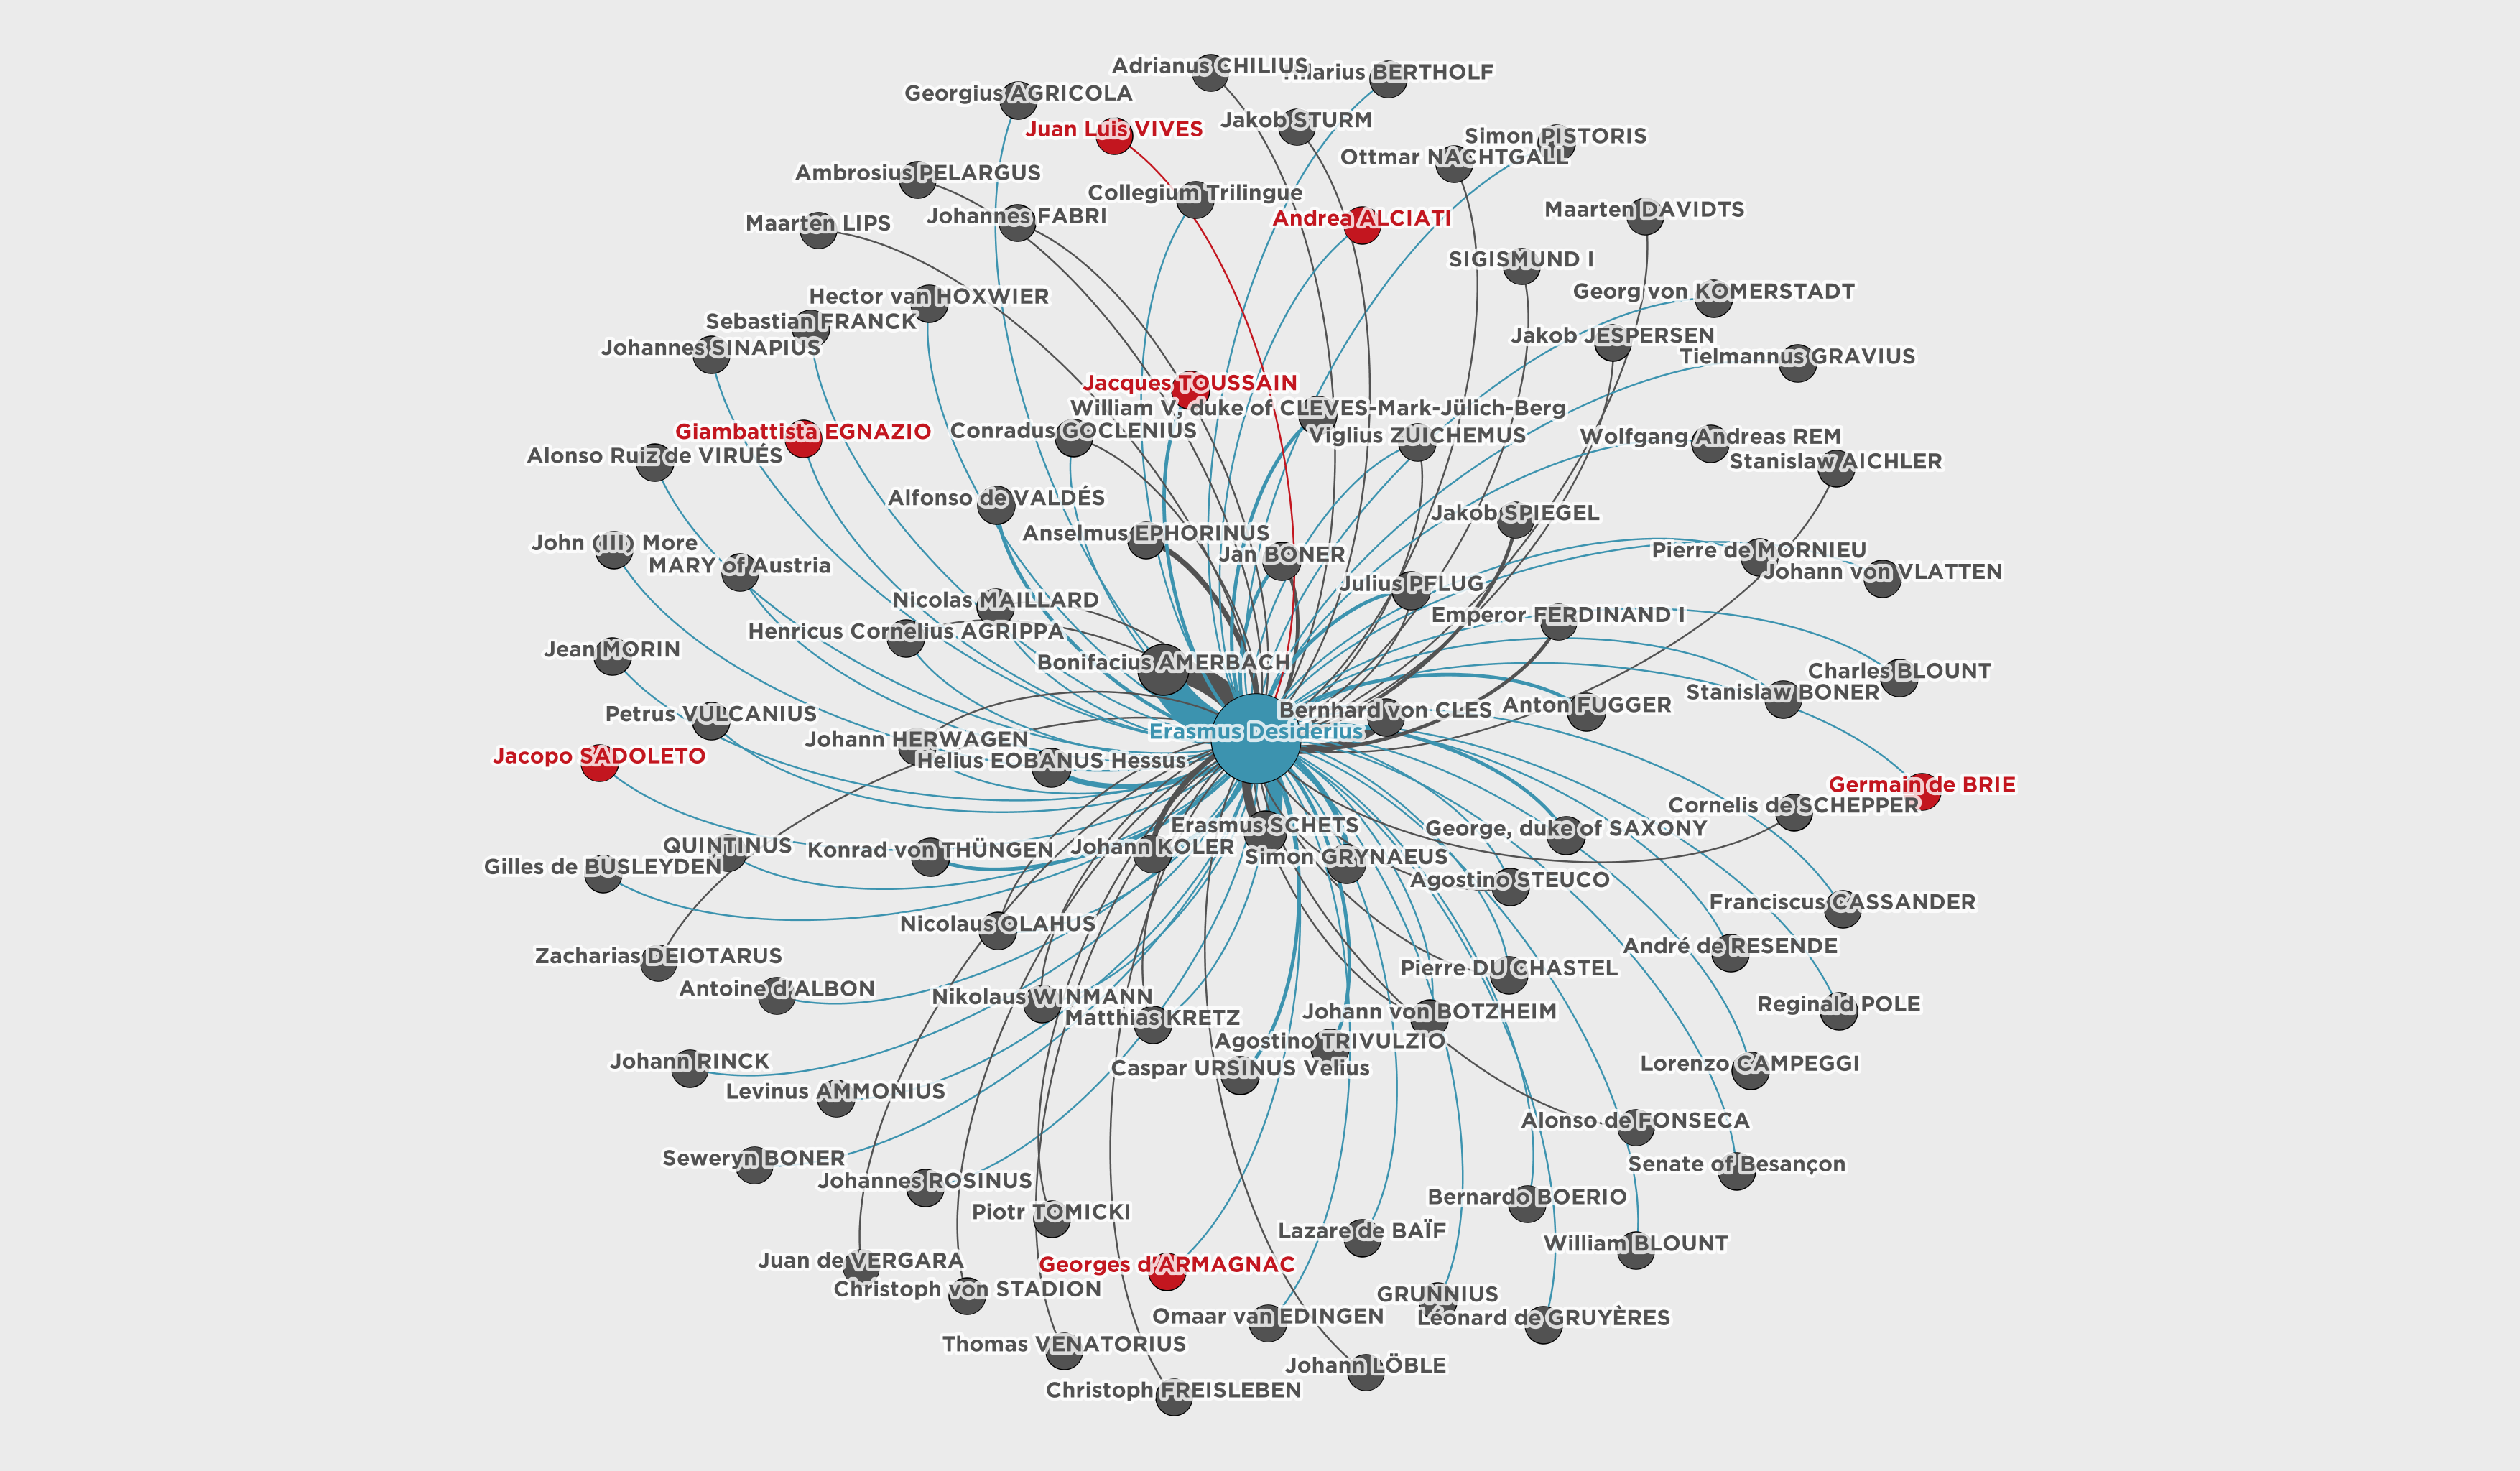 Adrianus CHILIUS
BERTHOLF
Georgius AGRICOLA
Jakob STURM
Juan Luis VIVES
Simon PISTORIS
Ottmar NACHTGALL
Ambrosius PELARGUS
Collegium Trilingue
Maarten DAVIDTS
Johannes FABRI
Andrea ALCIATI
Maarten LIPS
SIGISMUND I
Georg von KOMERSTADT
Hector van HOXWIER
Sebastian FRANCK
Jakob JESPERSEN
Johannes SINAPIUS
Tielmannus GRAVIUS
Jacques TOUSSAIN
William V, duke of CLEVES-Mark-Jülich-Berg
Giambattista EGNAZIO
Conradus GOCLENIUS
Viglius ZUICHEMUS
Wolfgang Andreas REM
Alonso Ruiz de VIRUÉS
Stanislaw AICHLER
Alfonso de VALDÉS
Jakob SPIEGEL
Anselmus EPHORINUS
John (III) More
Jan BONER
Pierre de MORNIEU
MARY of Austria
Johann von VLATTEN
Julius PFLUG
Nicolas MAILLARD
Emperor FERDINAND I
Henricus Cornelius AGRIPPA
Jean MORIN
Bonifacius AMERBACH
Charles BLOUNT
Stanislaw BONER
Petrus VULCANIUS
Bernhard von CLES
Anton FUGGER
Erasmus Desiderius
Johann HERWAGEN
Jacopo SADOLETO
Helius EOBANUS Hessus
Germain de BRIE
Cornelis de SCHEPPER
Erasmus SCHETS
George, duke of SAXONY
QUINTINUS
Konrad von THÜNGEN
Johann KOLER
Simon GRYNAEUS
Gilles de BUSLEYDEN
Agostino STEUCO
Franciscus CASSANDER
Nicolaus OLAHUS
André de RESENDE
Zacharias DEIOTARUS
Pierre DU CHASTEL
Antoine d'ALBON
Nikolaus WINMANN
Reginald POLE
Matthias KRETZ
Johann von BOTZHEIM
Agostino TRIVULZIO
Johann RINCK
Lorenzo CAMPEGGI
Caspar URSINUS Velius
Levinus AMMONIUS
Alonso de FONSECA
Seweryn BONER
Senate of Besançon
Johannes ROSINUS
Bernardo BOERIO
Piotr TOMICKI
Lazare de BAÏF
William BLOUNT
Juan de VERGARA
Georges d'ARMAGNAC
Christoph von STADION
GRUNNIUS
Omaar van EDINGEN
Léonard de GRUYÈRES
Thomas VENATORIUS
Johann LÖBLE
Christoph FREISLEBEN